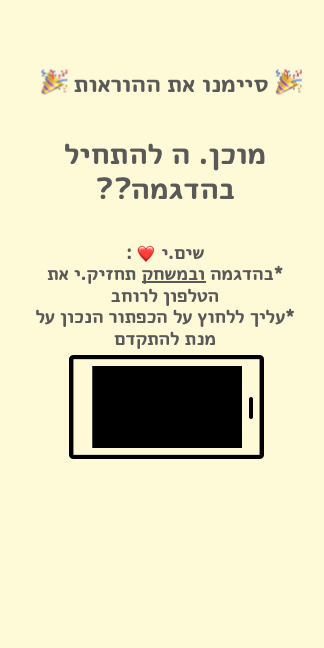 🎉 סיימנו את ההוראות 🎉
מוכן. ה להתחיל
בהדגמה??
שים.י ❤️ :
*בהדגמה ובמשחק תחזיק.י את
הטלפון לרוחב
*עליך ללחוץ על הכפתור הנכון על
מנת להתקדם